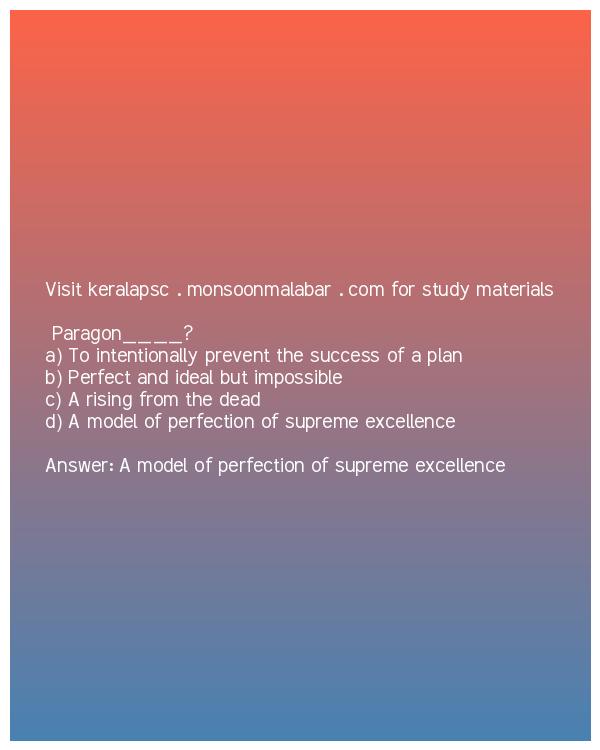 Visit keralapsc . monsoonmalabar . com for study materials
Paragon____?
a) To intentionally prevent the success of a plan
b) Perfect and ideal but impossible
c) A rising from the dead
d) A model of perfection of supreme excellence
Answer: A model of perfection of supreme excellence